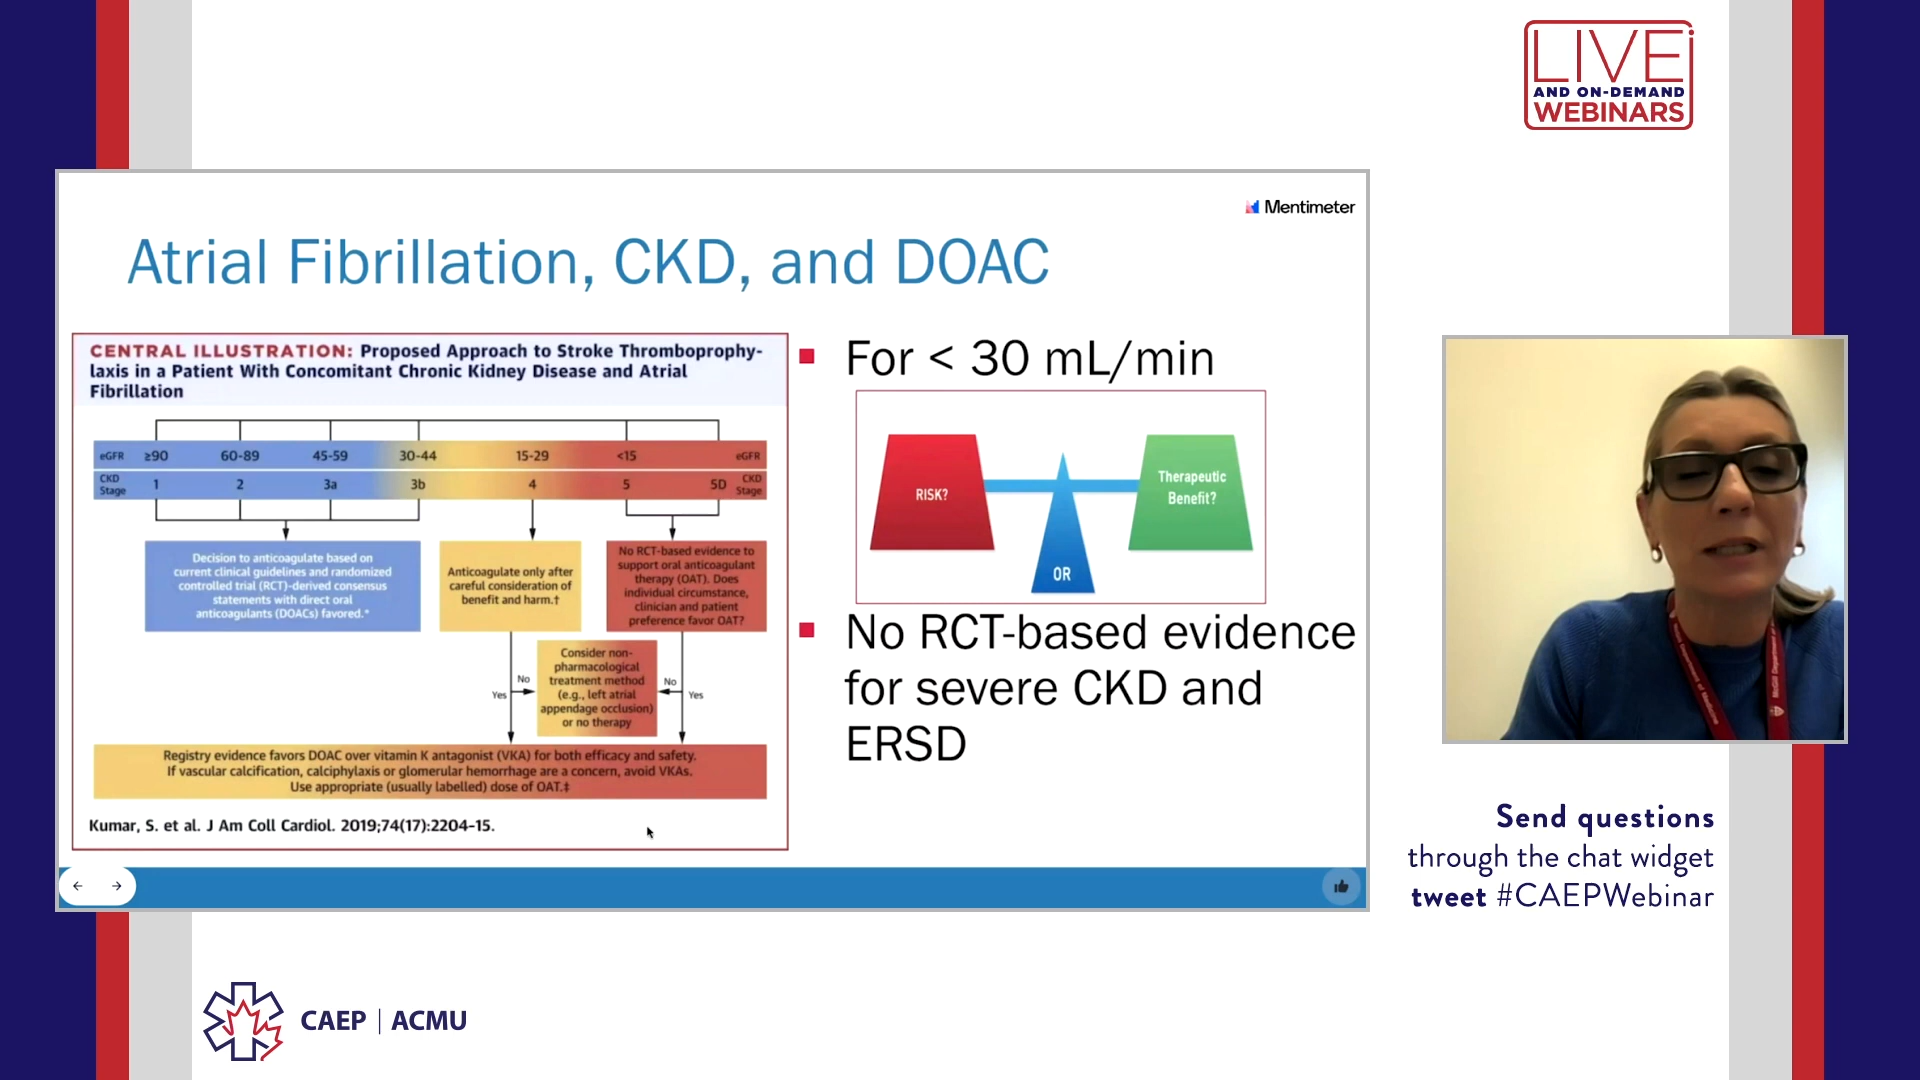 LIVE
AND ON-DEMAND
WEBINARS
Mentimeter
Atrial Fibrillation, CKD, and DOAC
CENTRAL ILLUSTRATION: Proposed Approach to Stroke Thromboprophy-
laxis in a Patient With Concomitant Chronic Kidney Disease and Atrial
Fibrillation
eGFR ≥90 60-89 45-59 30-44 15-29 <15 eGFR
CKD Stage 1 2 3a 3b 4 5 5D CKD Stage
Decision to anticoagulate based on
current clinical guidelines and randomized
controlled trial (RCT)-derived consensus
statements with direct oral
anticoagulants (DOACs) favored.*
Anticoagulate only after
careful consideration of
benefit and harm.†
No RCT-based evidence to
support oral anticoagulant
therapy (OAT). Does
individual circumstance,
clinician and patient
preference favor OAT?
Consider non-
pharmacological
treatment method
(e.g., left atrial
appendage occlusion)
or no therapy
Yes
No
No
Yes
Registry evidence favors DOAC over vitamin K antagonist (VKA) for both efficacy and safety.
If vascular calcification, calciphylaxis or glomerular hemorrhage are a concern, avoid VKAs.
Use appropriate (usually labelled) dose of OAT.‡
Kumar, S. et al. J Am Coll Cardiol. 2019;74(17):2204-15.
For < 30 mL/min
RISK?
Therapeutic
Benefit?
OR
No RCT-based evidence
for severe CKD and
ERSD
Send questions
through the chat widget
tweet #CAEPWebinar
CAEP | ACMU